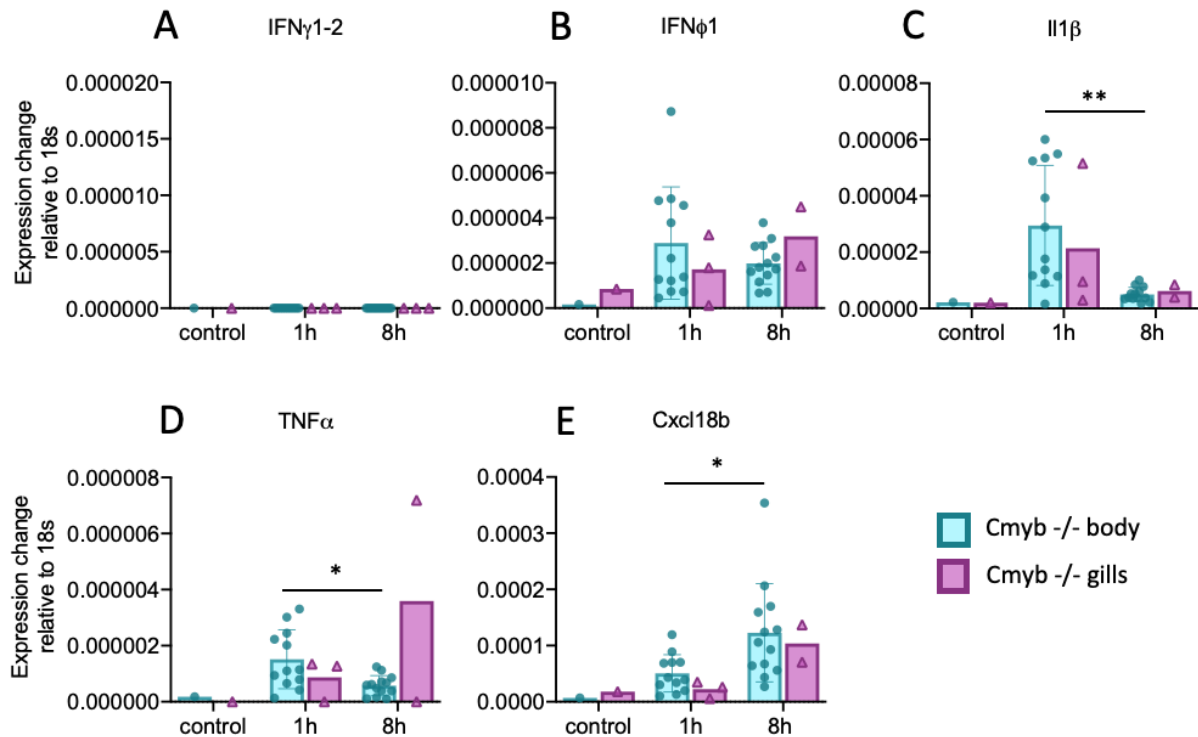 A
IFNγ1-2
Expression change
relative to 18s
0.000020
0.000015
0.000010
0.000005
0.000000
control 1h 8h
B
IFNϕ1
0.000010
0.000008
0.000006
0.000004
0.000002
0.000000
control 1h 8h
C
Il1β
0.00008
0.00006
0.00004
0.00002
0.00000
**
control 1h 8h
D
TNFα
Expression change
relative to 18s
0.000008
0.000006
0.000004
0.000002
0.000000
*
control 1h 8h
E
Cxcl18b
0.0004
0.0003
0.0002
0.0001
0.0000
*
control 1h 8h
Cmyb -/- body
Cmyb -/- gills